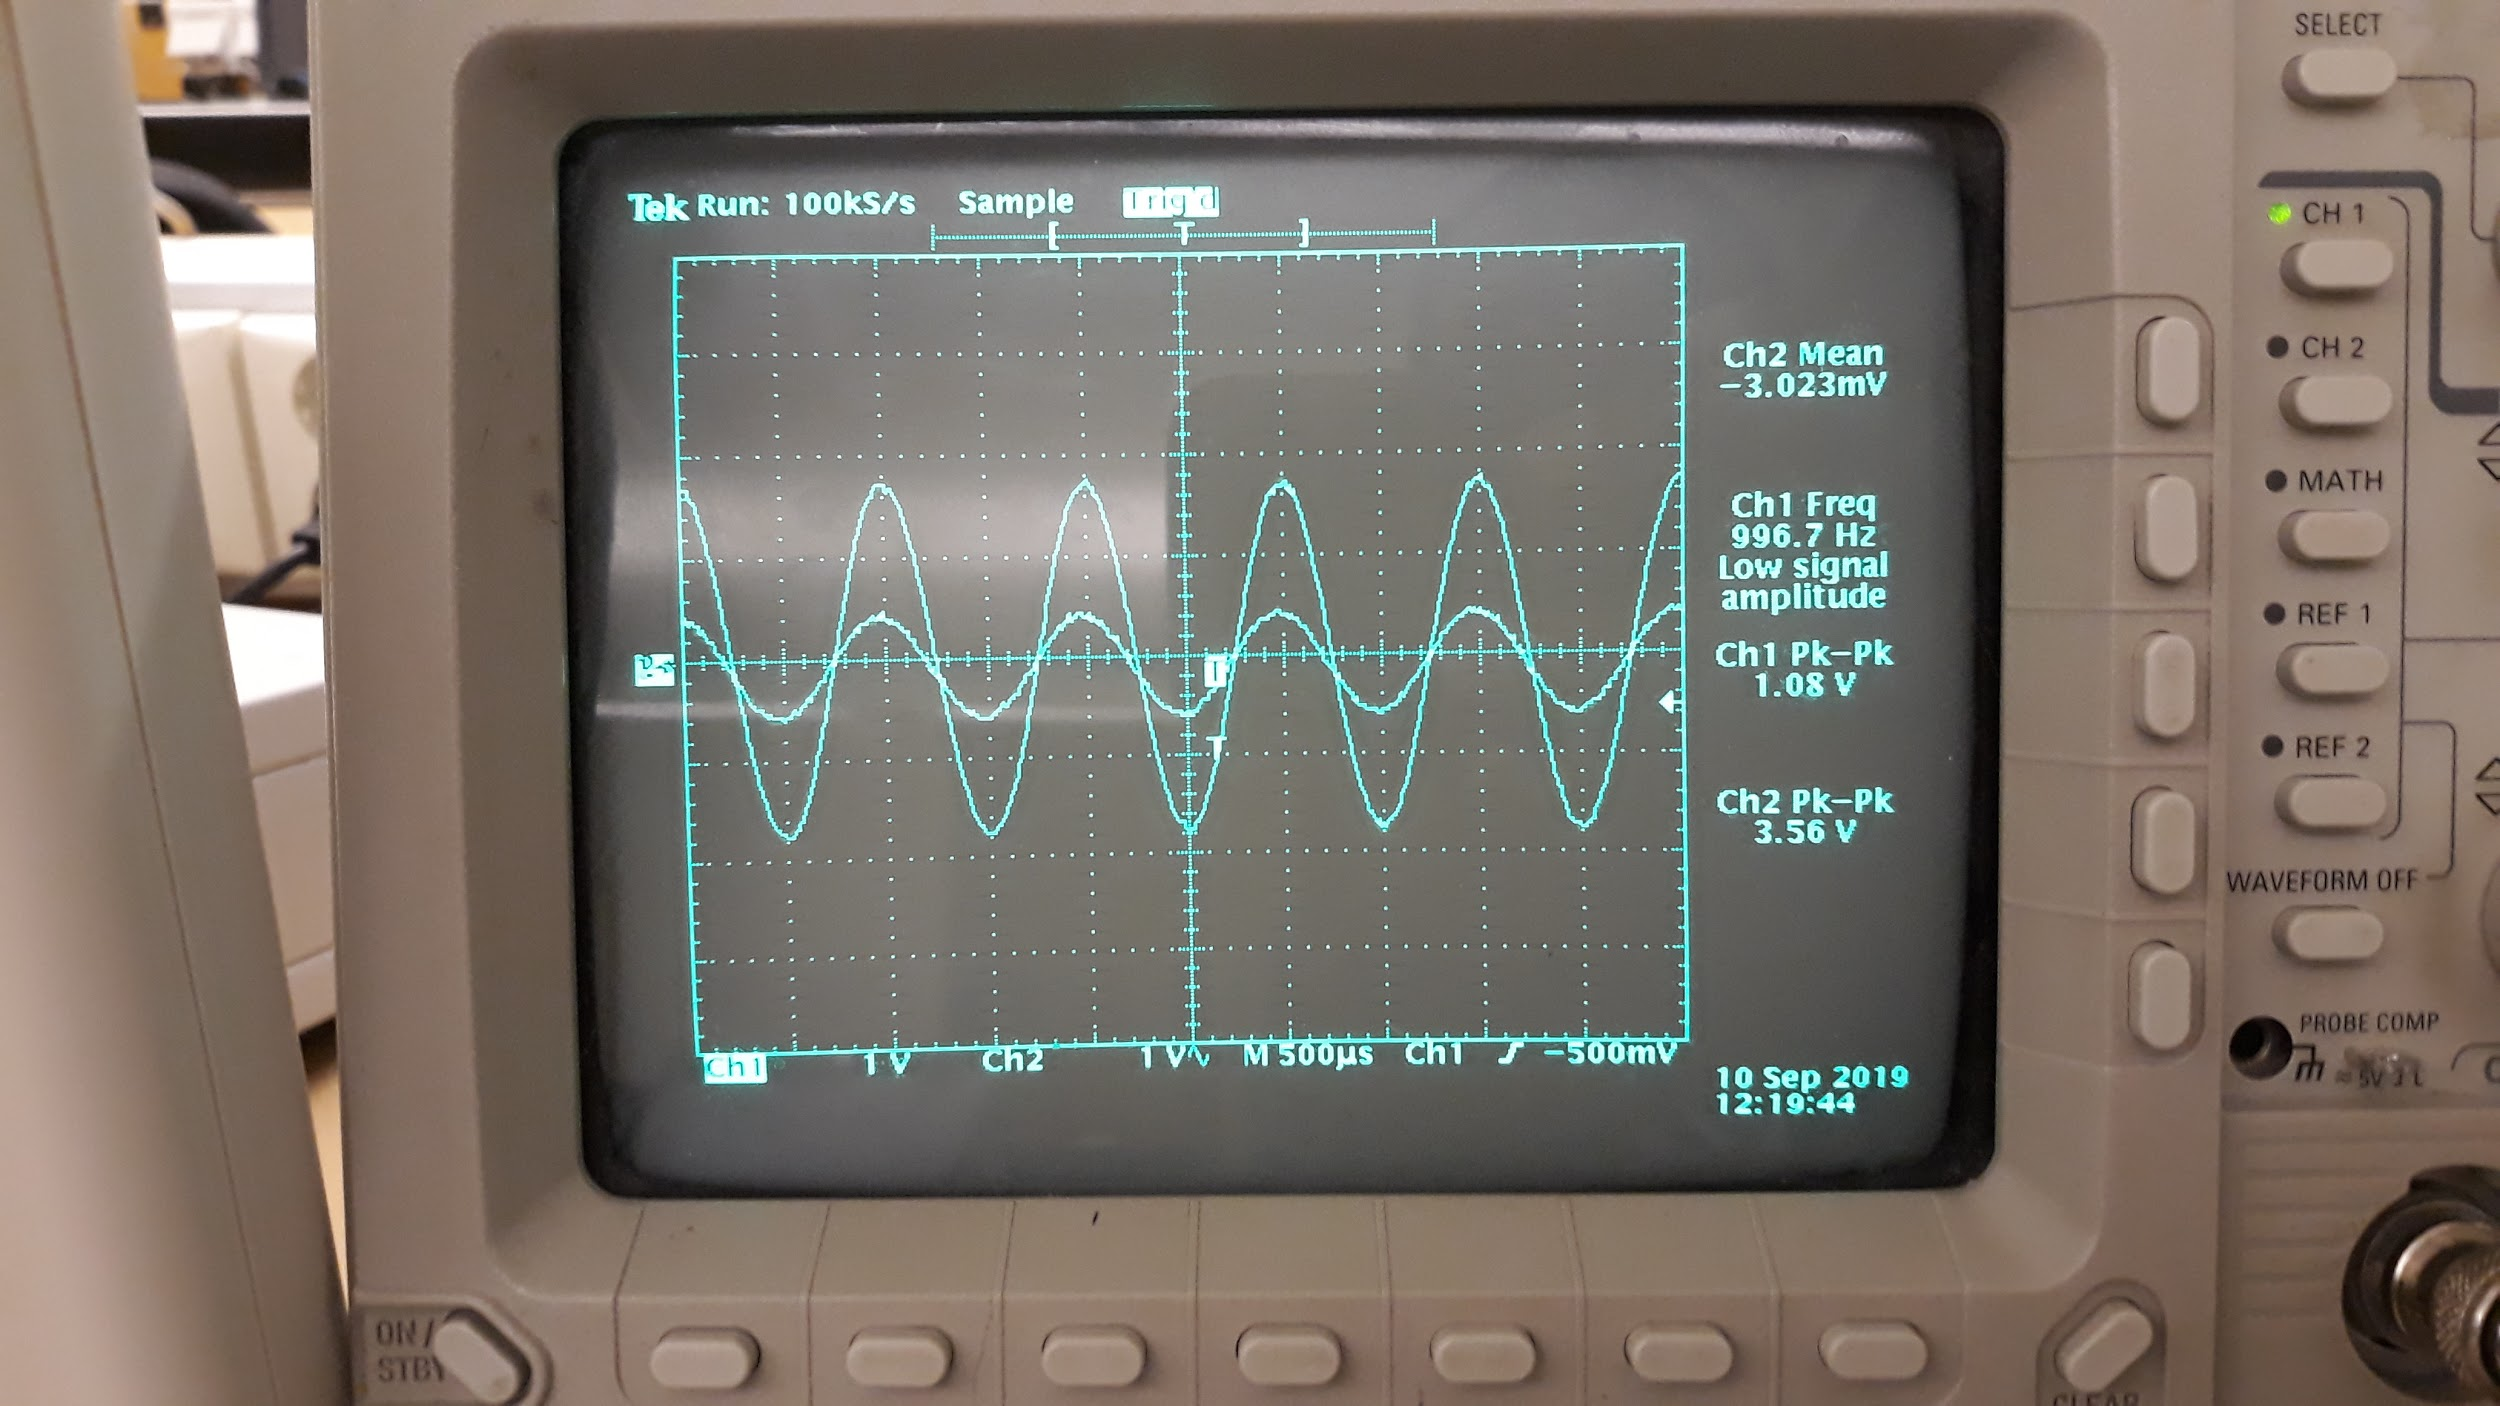 Tek Run: 100kS/s Sample Trig'd
[ T ]
Ch2 Mean
-3.023mV
Ch1 Freq
996.7 Hz
Low signal
amplitude
Ch1 Pk-Pk
1.08 V
Ch2 Pk-Pk
3.56 V
T
T
Ch1 1 V Ch2 1 V∿ M 500µs Ch1 ʃ -500mV
10 Sep 2019
12:19:44
SELECT
CH 1
CH 2
MATH
REF 1
REF 2
WAVEFORM OFF
PROBE COMP
ON /
STBY